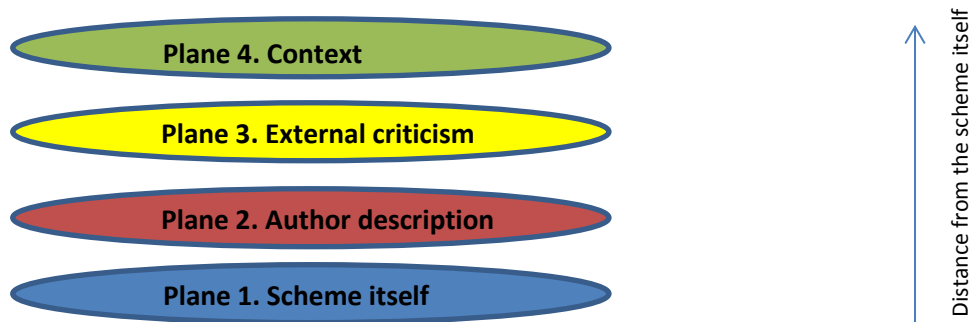 Plane 4. Context
Plane 3. External criticism
Plane 2. Author description
Plane 1. Scheme itself
Distance from the scheme itself